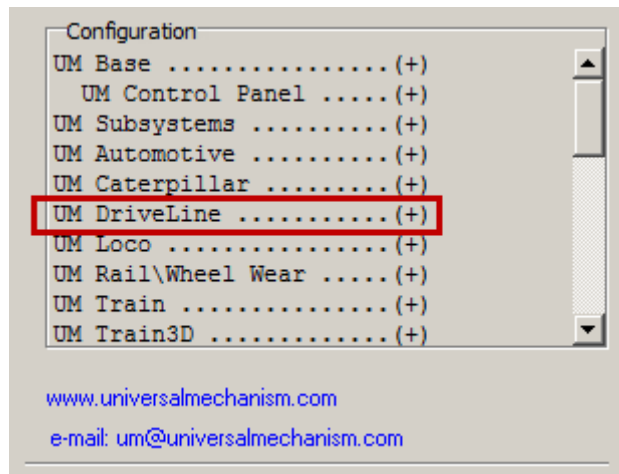 Configuration
UM Base ................(+)
UM Control Panel .....(+)
UM Subsystems ..........(+)
UM Automotive ..........(+)
UM Caterpillar .........(+)
UM DriveLine ...........(+)
UM Loco ................(+)
UM Rail\Wheel Wear .....(+)
UM Train ...............(+)
UM Train3D .............(+)
www.universalmechanism.com
e-mail: um@universalmechanism.com